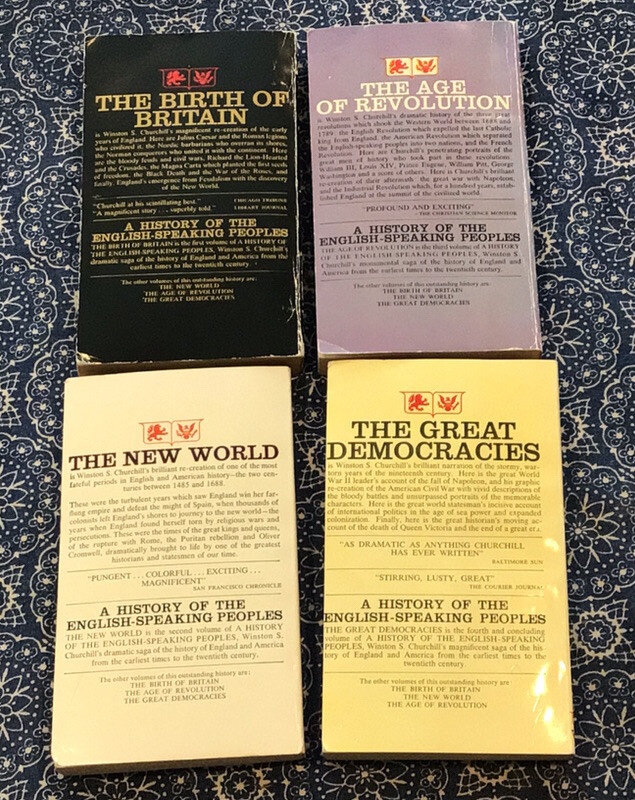 THE BIRTH OF
BRITAIN
is Winston S. Churchill's magnificent re-creation of the early
years of England. Here are Julius Caesar and the Roman legions
who civilized it, the Nordic barbarians who overran its shores,
the Norman conquerors who united it with the continent. Here
are the bloody feuds and civil wars, Richard the Lion-Hearted
and the Crusades, the Magna Carta which planted the first seeds
of freedom, the Black Death and the War of the Roses, and
finally, England's emergence from Feudalism with the discovery
of the New World.
"Churchill at his scintillating best."
CHICAGO TRIBUNE
"A magnificent story . . . superbly told."
LIBRARY JOURNAL
A HISTORY OF THE
ENGLISH-SPEAKING PEOPLES
THE BIRTH OF BRITAIN is the first volume of A HISTORY OF
THE ENGLISH-SPEAKING PEOPLES, Winston S. Churchill's
dramatic saga of the history of England and America from the
earliest times to the twentieth century.
The other volumes of this outstanding history are:
THE NEW WORLD
THE AGE OF REVOLUTION
THE GREAT DEMOCRACIES
THE AGE
OF REVOLUTION
is Winston S. Churchill's dramatic history of the three great
revolutions which shook the Western World between 1688 and
1789: the English Revolution which expelled the last Catholic
king from England, the American Revolution which separated
the English-speaking peoples into two nations, and the French
Revolution. Here are Churchill's penetrating portraits of the
great men of history who took part in these revolutions:
William III, Louis XIV, Prince Eugene, William Pitt, George
Washington and a score of others. Here is Churchill's brilliant
re-creation of their aftermath: the great war with Napoleon,
and the Industrial Revolution which, for a hundred years, estab-
lished England at the summit of the civilized world.
"PROFOUND AND EXCITING"
—THE CHRISTIAN SCIENCE MONITOR
A HISTORY OF THE
ENGLISH-SPEAKING PEOPLES
THE AGE OF REVOLUTION is the third volume of A HISTORY
OF THE ENGLISH-SPEAKING PEOPLES, Winston S.
Churchill's monumental saga of the history of England and
America from the earliest times to the twentieth century.
The other volumes of this outstanding history are:
THE BIRTH OF BRITAIN
THE NEW WORLD
THE GREAT DEMOCRACIES
THE NEW WORLD
is Winston S. Churchill's brilliant re-creation of one of the most
fateful periods in English and American history—the two cen-
turies between 1485 and 1688.
These were the turbulent years which saw England win her far-
flung empire and defeat the might of Spain, when thousands of
colonists left England's shores to journey to the new world—the
years when England found herself torn by religious wars and
persecutions. These were the times of the great kings and queens,
of the rupture with Rome, the Puritan rebellion and Oliver
Cromwell, dramatically brought to life by one of the greatest
historians and statesmen of our time.
"PUNGENT . . . COLORFUL . . . EXCITING . . .
MAGNIFICENT"
SAN FRANCISCO CHRONICLE
A HISTORY OF THE
ENGLISH-SPEAKING PEOPLES
THE NEW WORLD is the second volume of A HISTORY
OF THE ENGLISH-SPEAKING PEOPLES, Winston S.
Churchill's dramatic saga of the history of England and America
from the earliest times to the twentieth century.
The other volumes of this outstanding history are:
THE BIRTH OF BRITAIN
THE AGE OF REVOLUTION
THE GREAT DEMOCRACIES
THE GREAT
DEMOCRACIES
is Winston S. Churchill's brilliant narration of the stormy, war-
torn years of the nineteenth century. Here is the great World
War II leader's account of the fall of Napoleon, and his graphic
re-creation of the American Civil War with vivid descriptions of
the bloody battles and unsurpassed portraits of the memorable
characters. Here is the great world statesman's incisive account
of international politics in the age of sea power and expanded
colonization. Finally, here is the great historian's moving ac-
count of the death of Queen Victoria and the end of a great era.
"AS DRAMATIC AS ANYTHING CHURCHILL
HAS EVER WRITTEN"
BALTIMORE SUN
"STIRRING, LUSTY, GREAT"
THE COURIER JOURNAL
A HISTORY OF THE
ENGLISH-SPEAKING PEOPLES
THE GREAT DEMOCRACIES is the fourth and concluding
volume of A HISTORY OF THE ENGLISH-SPEAKING
PEOPLES, Winston S. Churchill's magnificent saga of the his-
tory of England and America from the earliest times to the
twentieth century.
The other volumes of this outstanding history are:
THE BIRTH OF BRITAIN
THE NEW WORLD
THE AGE OF REVOLUTION